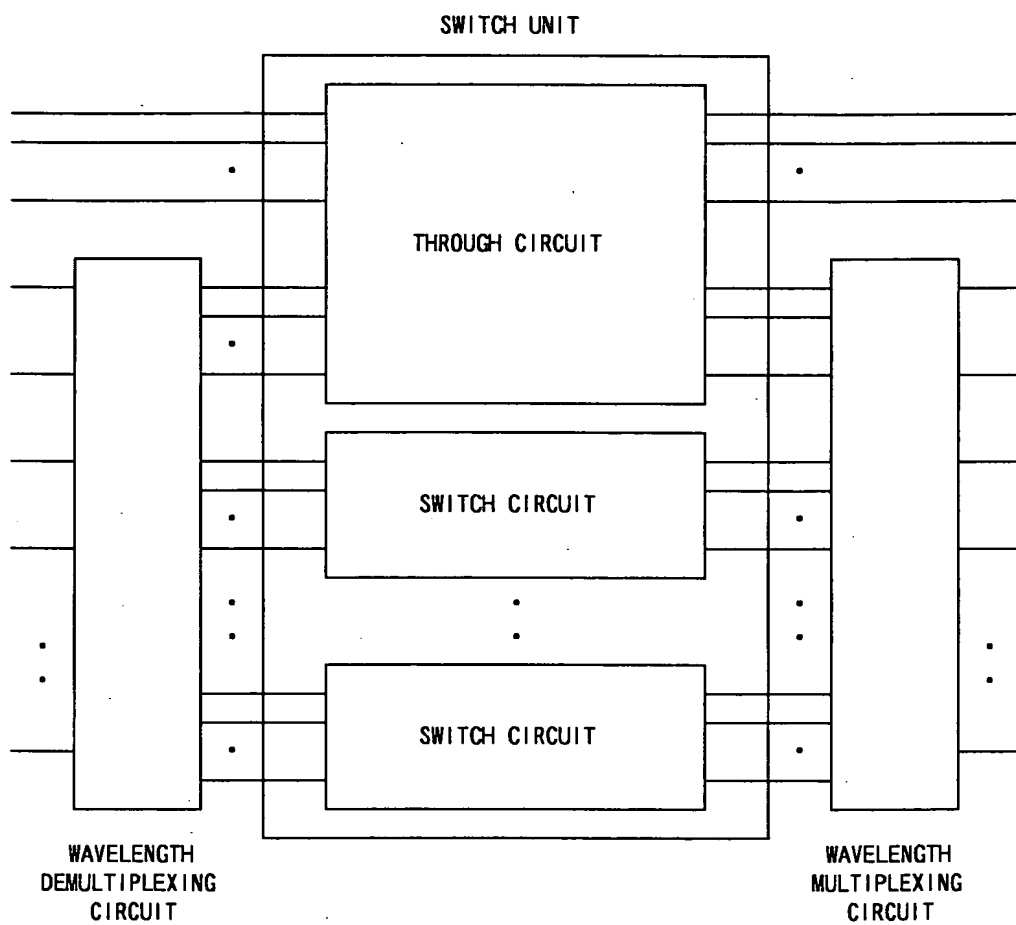 SWITCH UNIT
THROUGH CIRCUIT
SWITCH CIRCUIT
SWITCH CIRCUIT
WAVELENGTH
DEMULTIPLEXING
CIRCUIT
WAVELENGTH
MULTIPLEXING
CIRCUIT